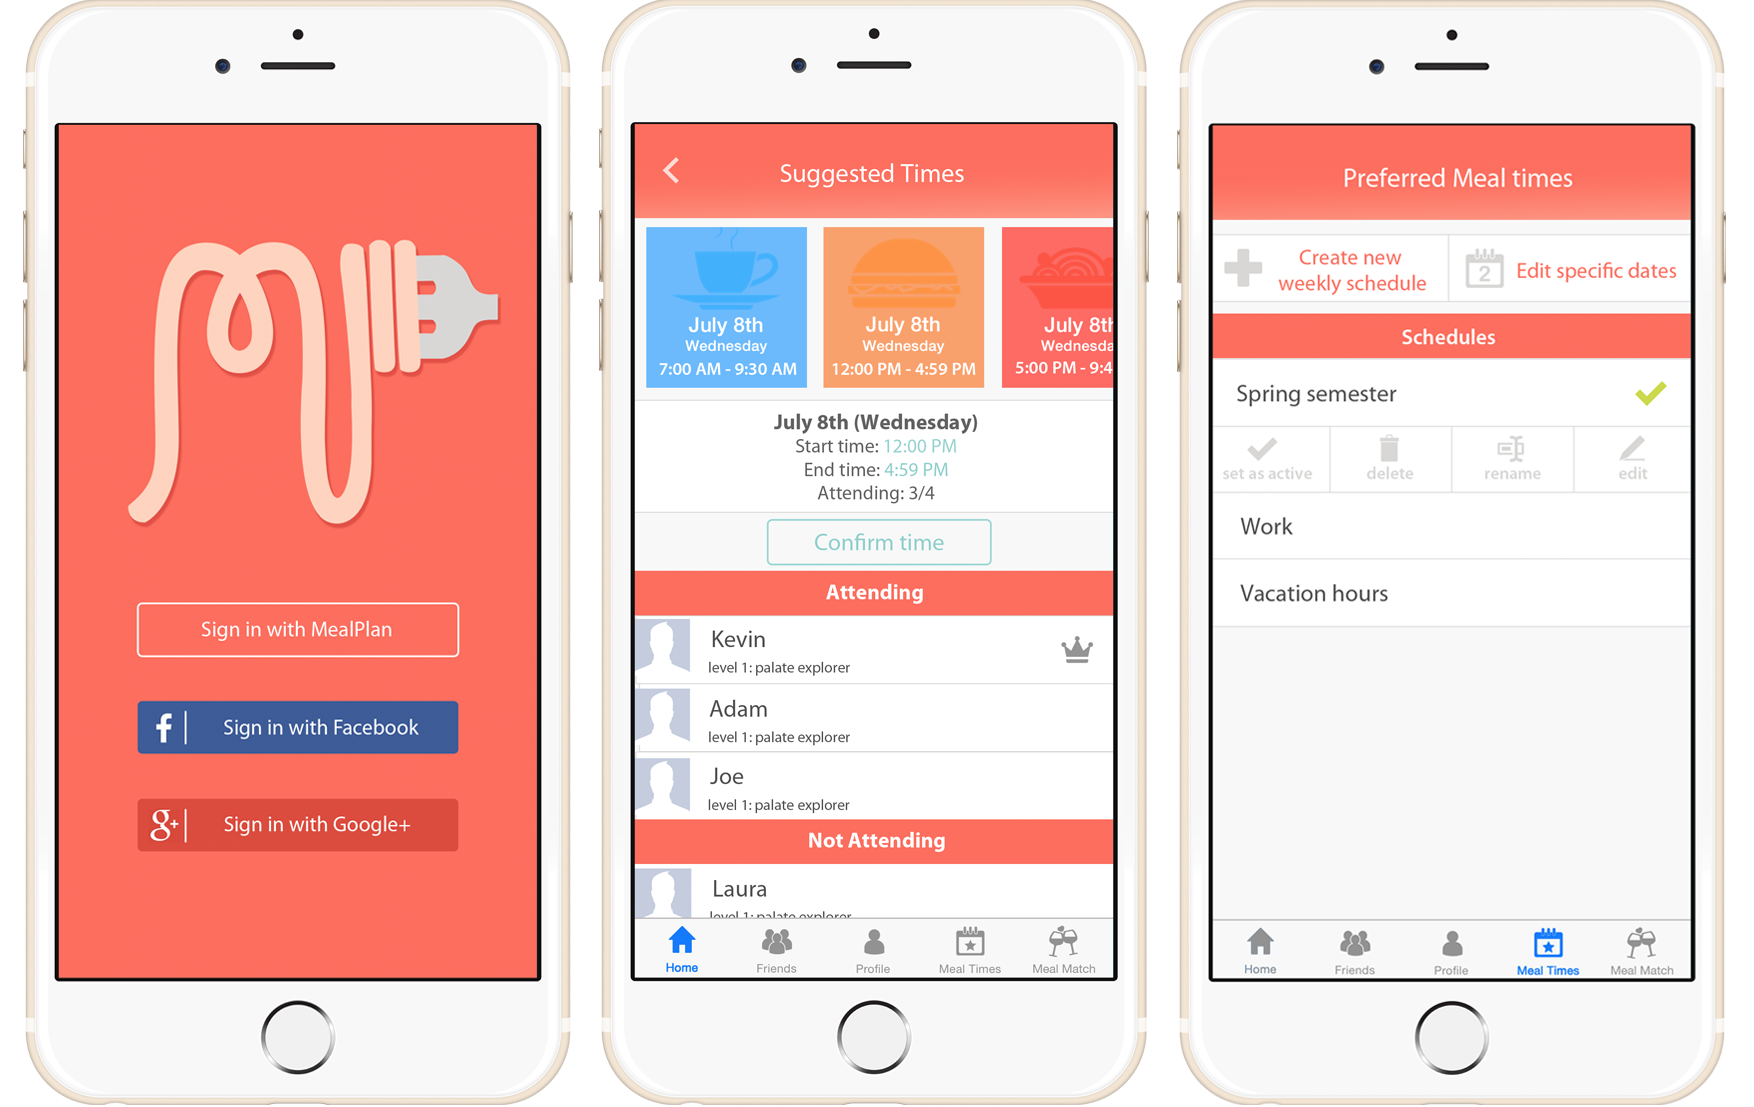 Sign in with MealPlan
f
Sign in with Facebook
g+
Sign in with Google+
Suggested Times
July 8th
Wednesday
7:00 AM - 9:30 AM
July 8th
Wednesday
12:00 PM - 4:59 PM
July 8th
Wednesda
5:00 PM - 9:4
July 8th (Wednesday)
Start time: 12:00 PM
End time: 4:59 PM
Attending: 3/4
Confirm time
Attending
Kevin
level 1: palate explorer
Adam
level 1: palate explorer
Joe
level 1: palate explorer
Not Attending
Laura
level 1: palate explorer
Home
Friends
Profile
Meal Times
Meal Match
Preferred Meal times
Create new
weekly schedule
2
Edit specific dates
Schedules
Spring semester
set as active
delete
rename
edit
Work
Vacation hours
Home
Friends
Profile
Meal Times
Meal Match